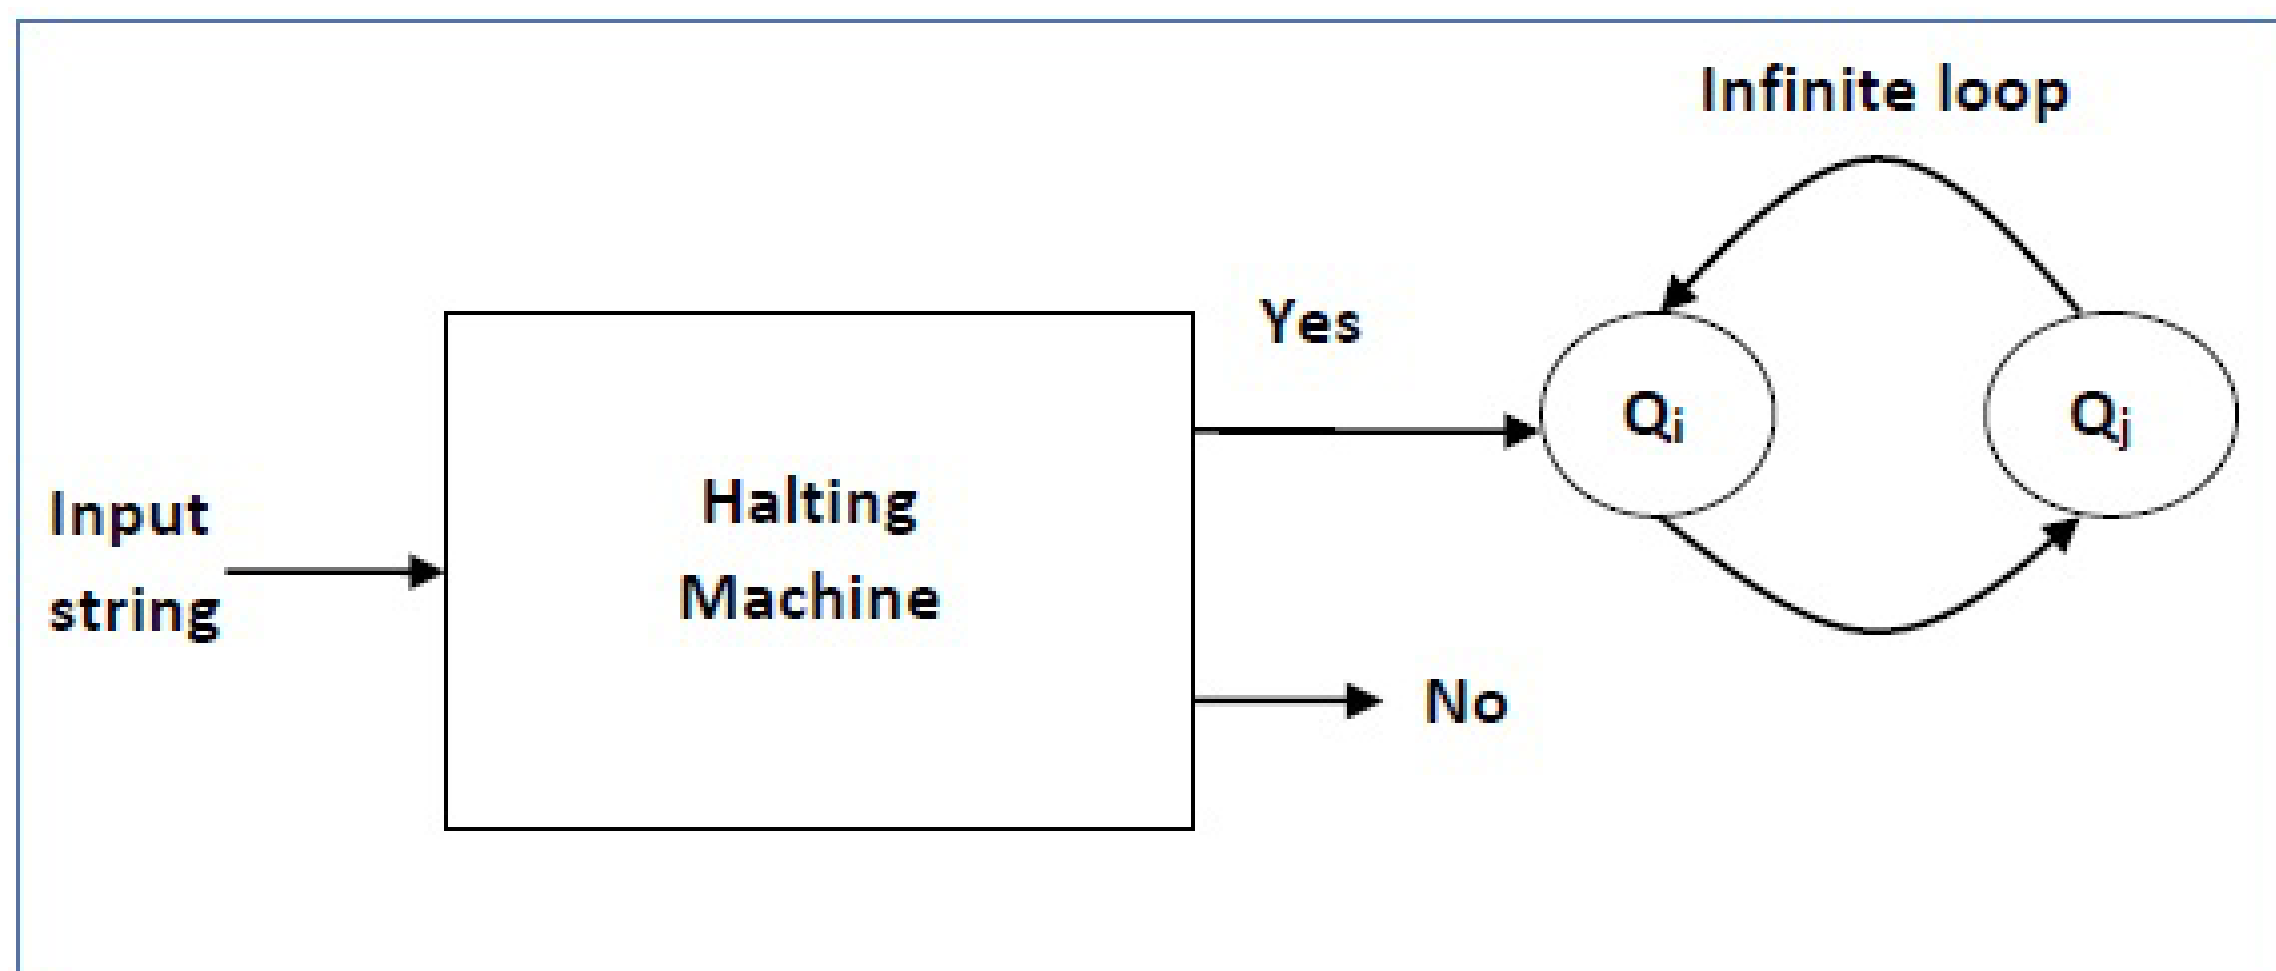 Infinite loop
Yes
Qi
Qj
Input
string
Halting
Machine
No